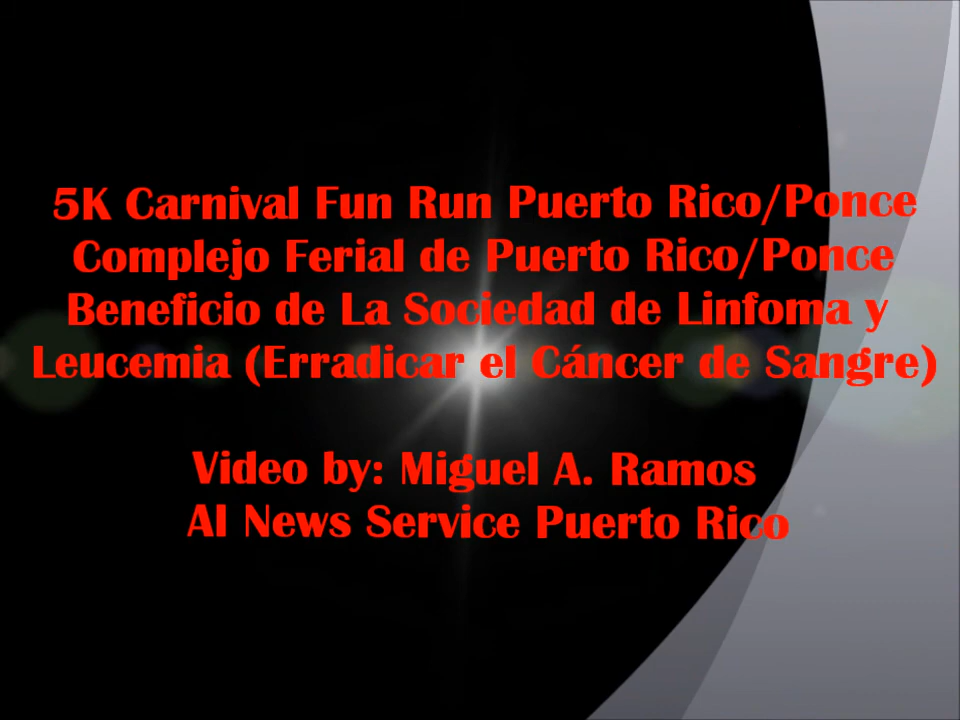 5K Carnival Fun Run Puerto Rico/Ponce
Complejo Ferial de Puerto Rico/Ponce
Beneficio de La Sociedad de Linfoma y
Leucemia (Erradicar el Cáncer de Sangre)
Video by: Miguel A. Ramos
AI News Service Puerto Rico